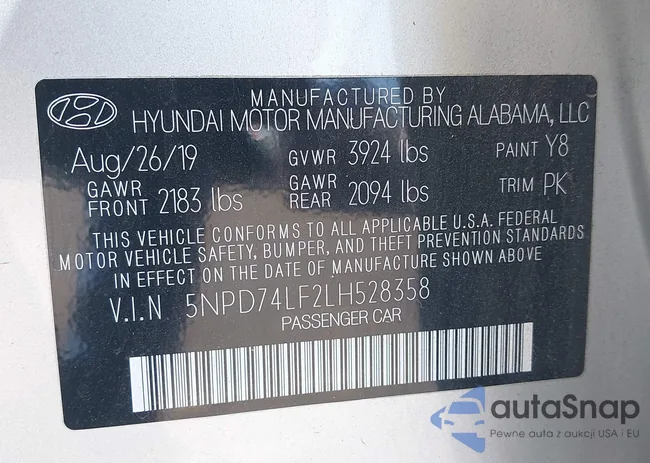 MANUFACTURED BY
HYUNDAI MOTOR MANUFACTURING ALABAMA, LLC
Aug/26/19 GVWR 3924 lbs PAINT Y8
GAWR FRONT 2183 lbs GAWR REAR 2094 lbs TRIM PK
THIS VEHICLE CONFORMS TO ALL APPLICABLE U.S.A. FEDERAL
MOTOR VEHICLE SAFETY, BUMPER, AND THEFT PREVENTION STANDARDS
IN EFFECT ON THE DATE OF MANUFACTURE SHOWN ABOVE
V.I.N 5NPD74LF2LH528358
PASSENGER CAR
autaSnap
Pewne auta z aukcji USA i EU